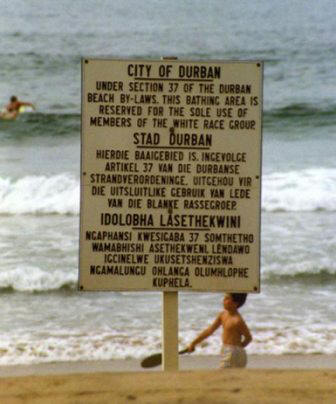 CITY OF DURBAN
UNDER SECTION 37 OF THE DURBAN
BEACH BY-LAWS. THIS BATHING AREA IS
RESERVED FOR THE SOLE USE OF
MEMBERS OF THE WHITE RACE GROUP.
STAD DURBAN
HIERDIE BAAIGEBIED IS, INGEVOLGE
ARTIKEL 37 VAN DIE DURBANSE
STRANDVERORDENINGE, UITGEHOU VIR
DIE UITSLUITLIKE GEBRUIK VAN LEDE
VAN DIE BLANKE RASSEGROEP.
IDOLOBHA LASETHEKWINI
NGAPHANSI KWESIGABA 37 SOMTHETHO
WAMABHISHI ASETHEKWENI, LENDAWO
IGCINELWE UKUSETSHENZISWA
NGAMALUNGU OHLANGA OLUMHLOPHE
KUPHELA.